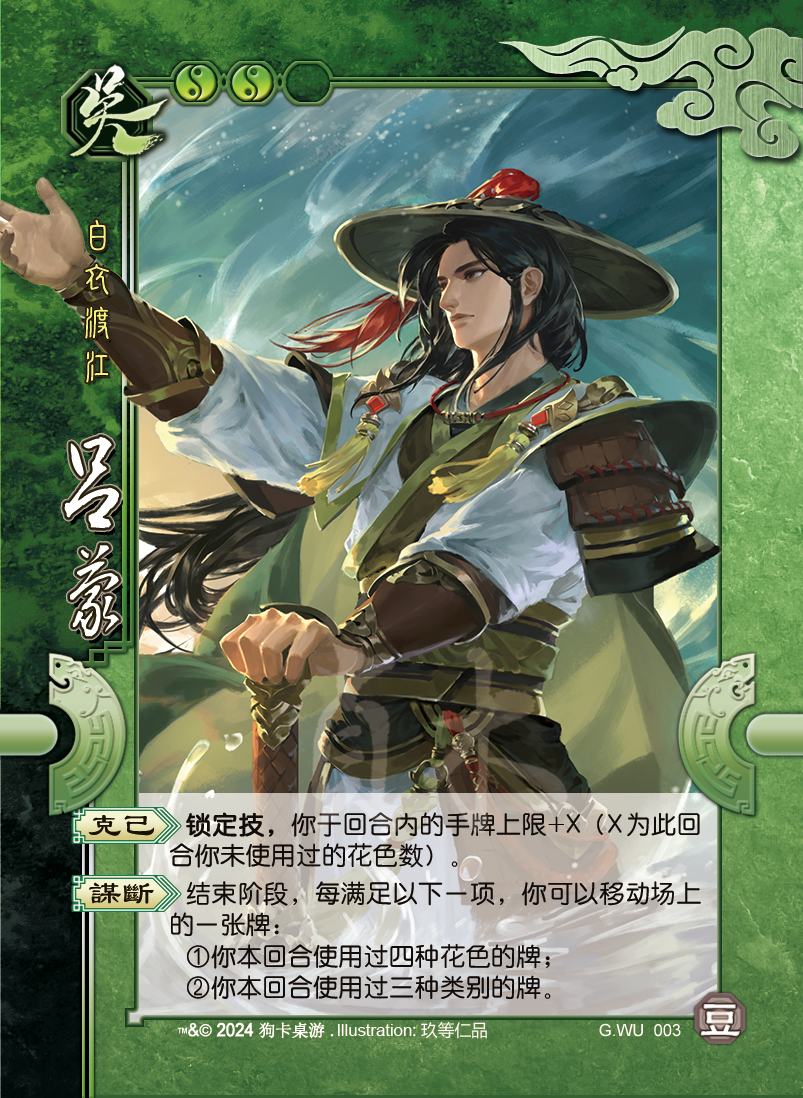 吴
白衣渡江
吕蒙
克己
锁定技，你于回合内的手牌上限+X（X为此回
合你未使用过的花色数）。
謀斷
结束阶段，每满足以下一项，你可以移动场上
的一张牌：
①你本回合使用过四种花色的牌；
②你本回合使用过三种类别的牌。
™&© 2024 狗卡桌游 . Illustration: 玖等仁品
G.WU 003
豆